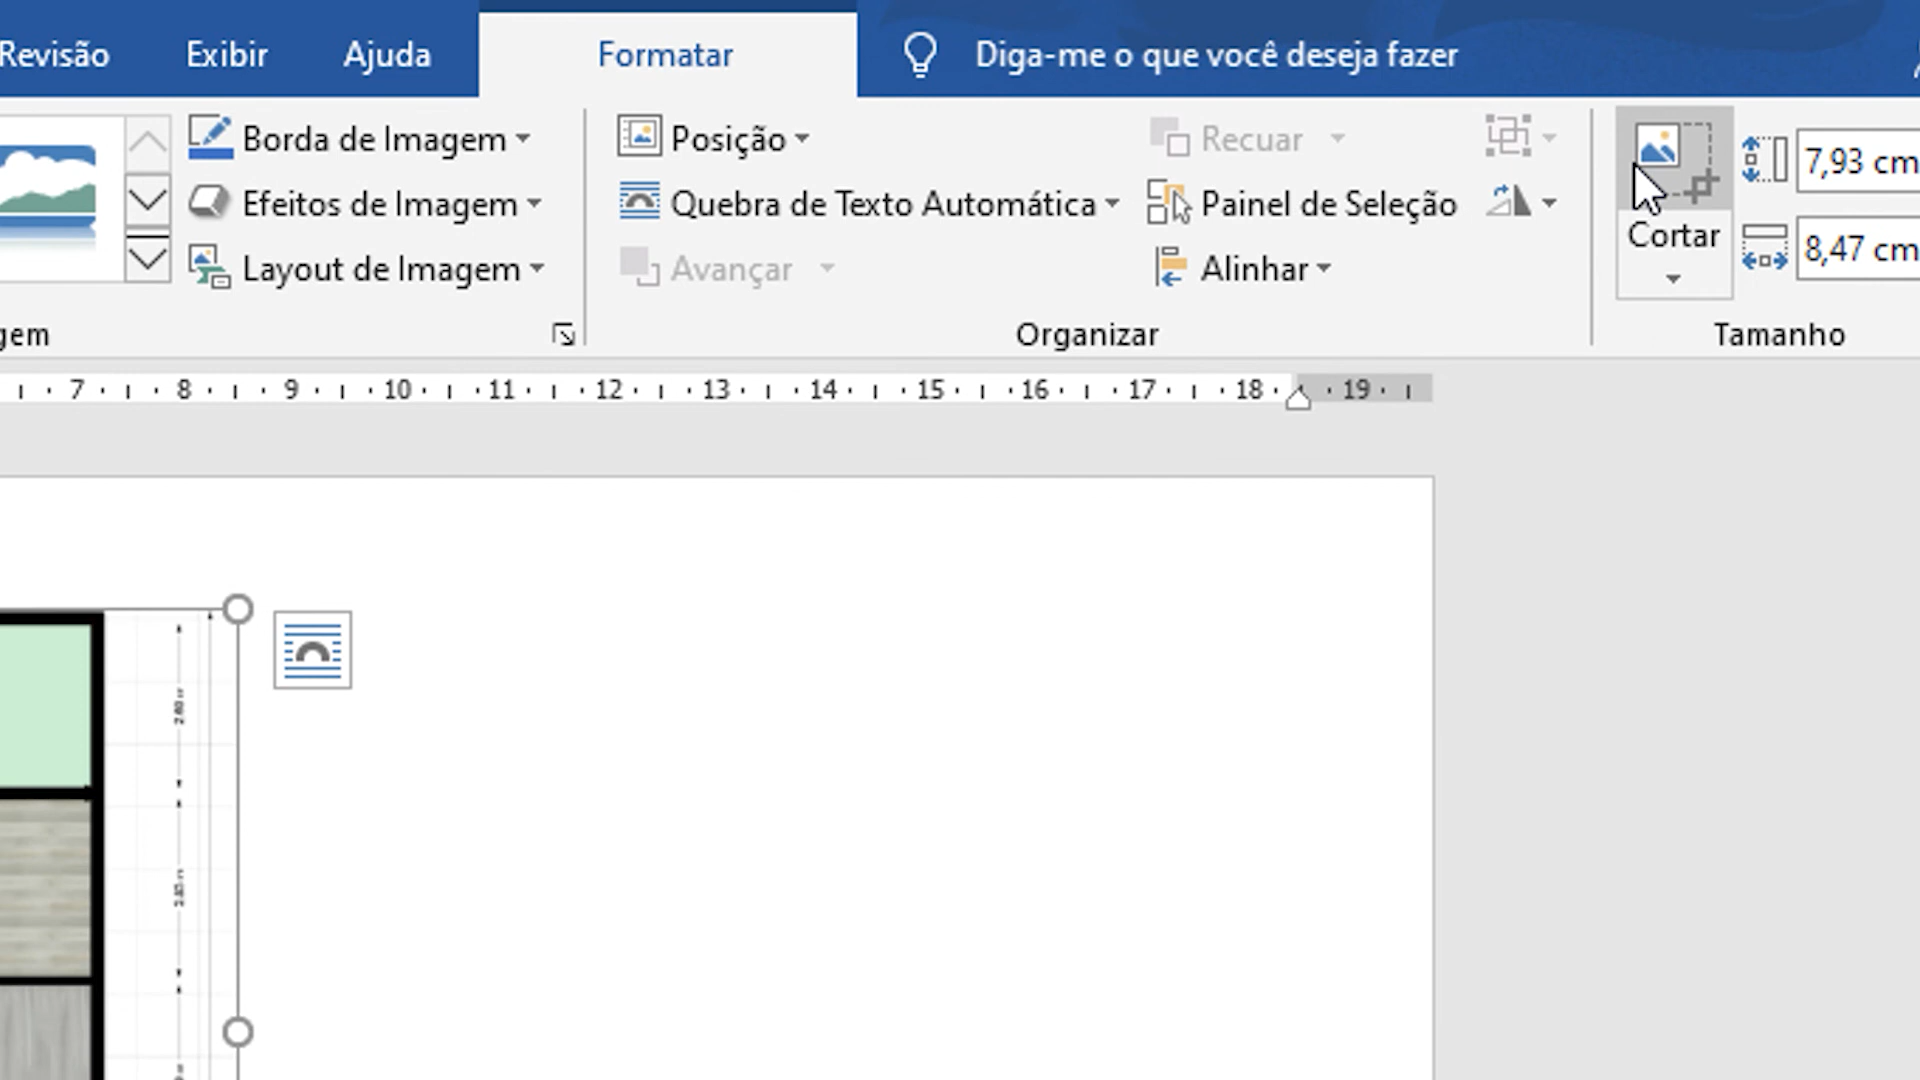 Revisão Exibir Ajuda Formatar Diga-me o que você deseja fazer
Borda de Imagem Posição Recuar 7,93 cm
Efeitos de Imagem Quebra de Texto Automática Painel de Seleção
Cortar 8,47 cm
Layout de Imagem Avançar Alinhar
gem Organizar Tamanho
7 8 9 10 11 12 13 14 15 16 17 18 19